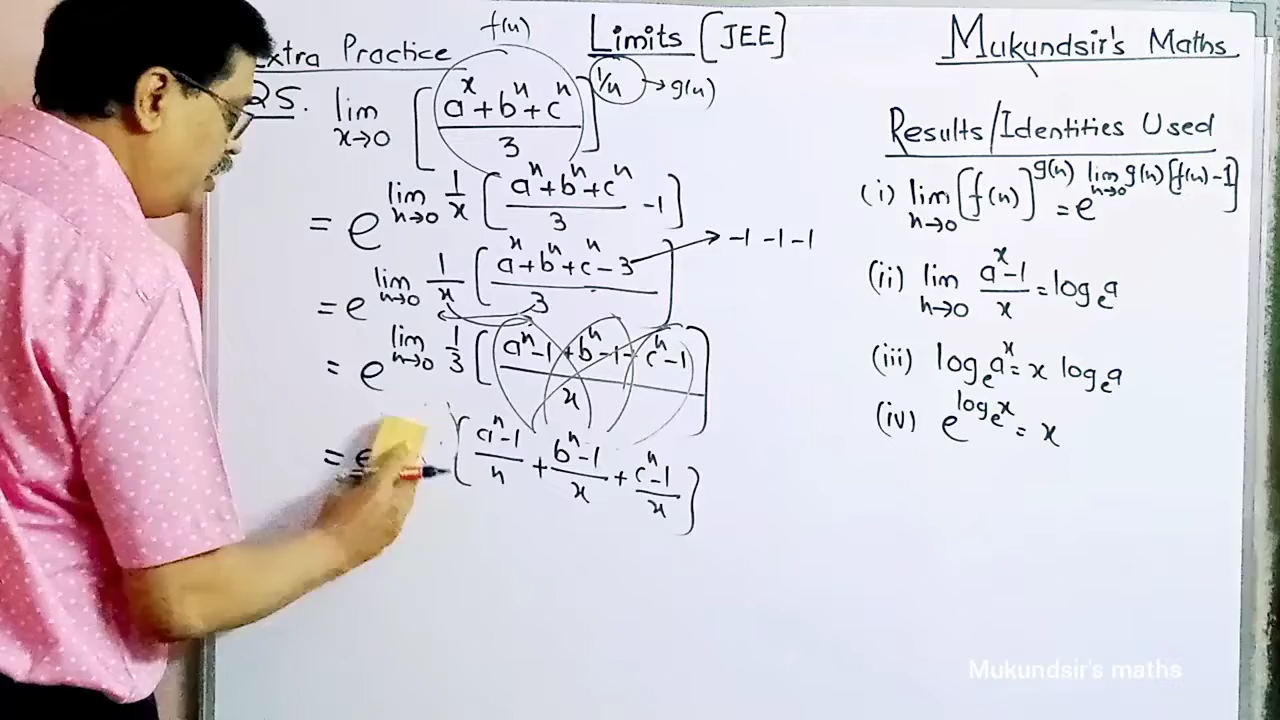 xtra Practice
Limits [JEE]
Mukundsir's Maths
f(x)
25. lim x→0 [ (a^x + b^x + c^x) / 3 ]^(1/x) → g(x)
= e^( lim x→0 1/x [ (a^x + b^x + c^x) / 3 - 1 ] )
= e^( lim x→0 1/x [ (a^x + b^x + c^x - 3) / 3 ] ) → -1 -1 -1
= e^( lim x→0 1/3 [ (a^x - 1 + b^x - 1 + c^x - 1) / x ] )
= e [ (a^x - 1)/x + (b^x - 1)/x + (c^x - 1)/x ]
Results/Identities Used
(i) lim x→0 [f(x)]^g(x) = e^( lim x→0 g(x)[f(x) - 1] )
(ii) lim x→0 (a^x - 1)/x = log_e a
(iii) log_e a^x = x log_e a
(iv) e^(log_e x) = x
Mukundsir's maths